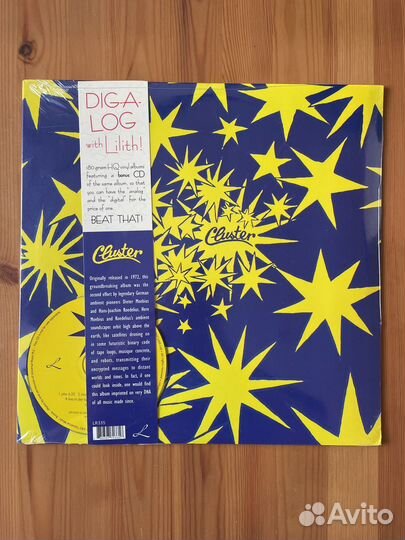 DIG-A-
LOG
with Lilith!
180 gram HQ vinyl albums
featuring a bonus CD
of the same album, so that
you can have the "analog"
and the "digital" for the
price of one.
BEAT THAT!
Cluster
Cluster
Originally released in 1972, this
groundbreaking album was the
second effort by legendary German
ambient pioneers Dieter Moebius
and Hans-Joachim Roedelius. Here
Moebius and Roedelius's ambient
soundscapes orbit high above the
earth, like satellites droning on
in some futuristic binary code
of tape loops, musique concrete,
and robots, transmitting their
encrypted messages to distant
worlds and times. In fact, if one
could look inside, one would find
this album imprinted on very DNA
of all music made since.
LR335
Avito